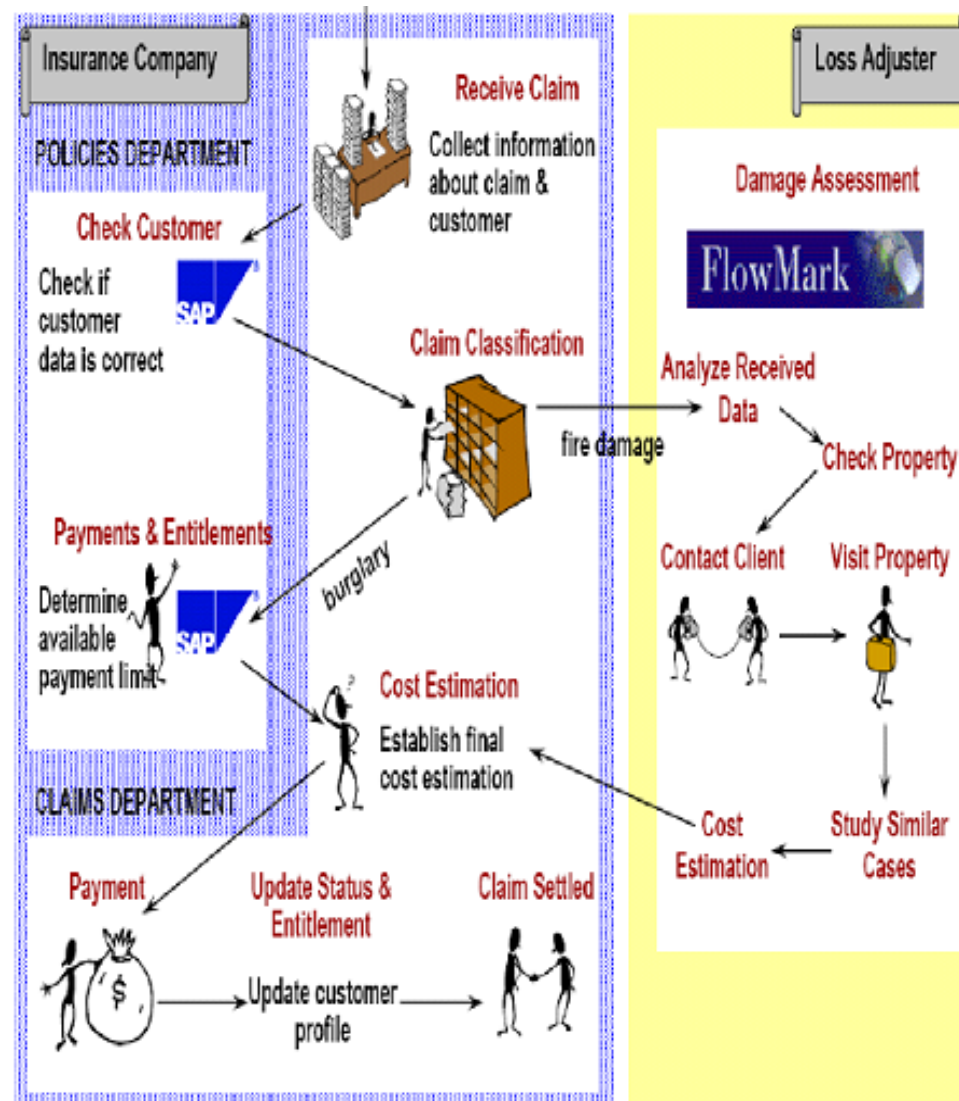 Insurance Company
Loss Adjuster
POLICIES DEPARTMENT
Receive Claim
Collect information
about claim &
customer
Check Customer
Check if
customer
data is correct
SAP
®
Claim Classification
fire damage
burglary
Payments & Entitlements
Determine
available
payment limit
SAP
®
Cost Estimation
Establish final
cost estimation
?
CLAIMS DEPARTMENT
Payment
$
Update Status &
Entitlement
Update customer
profile
Claim Settled
Damage Assessment
FlowMark
Analyze Received
Data
Check Property
Contact Client
Visit Property
Study Similar
Cases
Cost
Estimation